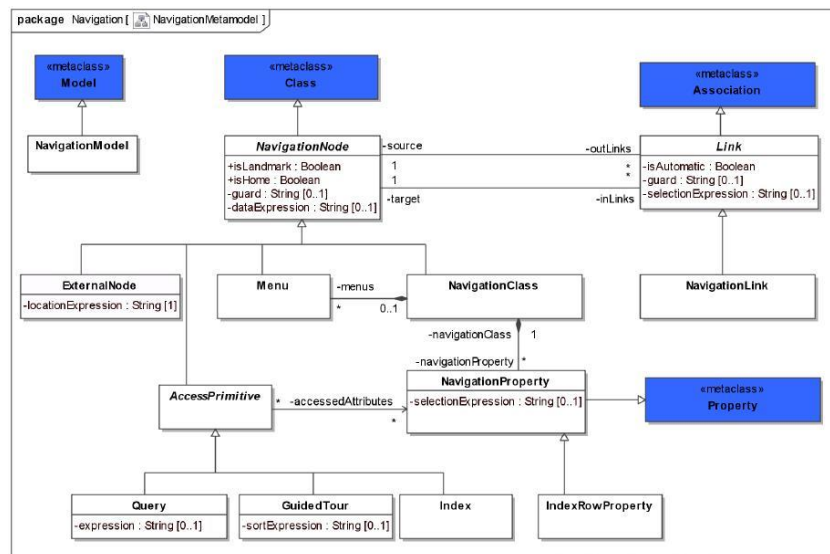 package Navigation [ NavigationMetamodel ]
«metaclass»
Model
«metaclass»
Class
«metaclass»
Association
NavigationModel
NavigationNode
+isLandmark : Boolean
+isHome : Boolean
-guard : String [0..1]
-dataExpression : String [0..1]
-source
-outLinks
1
*
1
*
-target
-inLinks
Link
-isAutomatic : Boolean
-guard : String [0..1]
-selectionExpression : String [0..1]
ExternalNode
-locationExpression : String [1]
Menu
-menus
*
0..1
NavigationClass
NavigationLink
-navigationClass
1
-navigationProperty
*
AccessPrimitive
*
-accessedAttributes
*
NavigationProperty
-selectionExpression : String [0..1]
«metaclass»
Property
Query
-expression : String [0..1]
GuidedTour
-sortExpression : String [0..1]
Index
IndexRowProperty